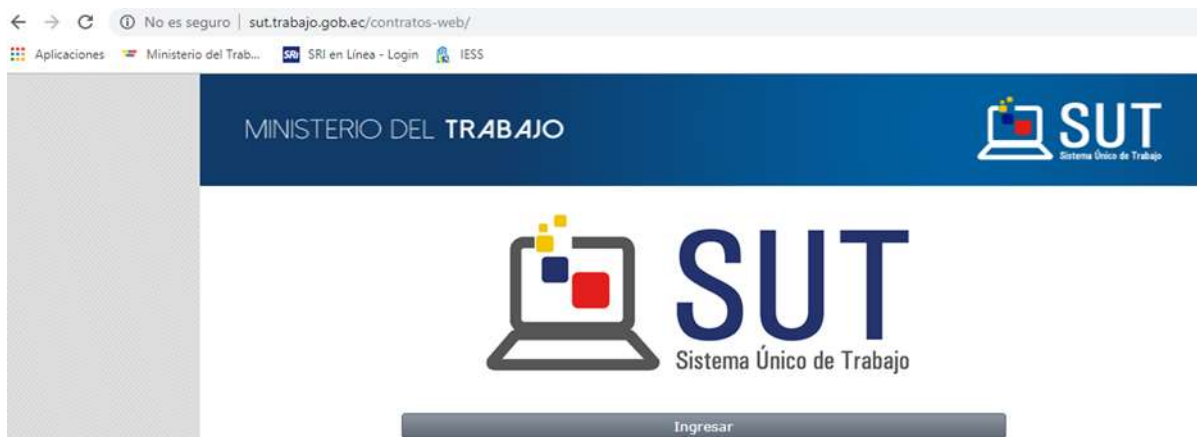 No es seguro | sut.trabajo.gob.ec/contratos-web/
Aplicaciones Ministerio del Trab... SRi SRI en Línea - Login IESS
MINISTERIO DEL TRABAJO
SUT
Sistema Único de Trabajo
SUT
Sistema Único de Trabajo
Ingresar